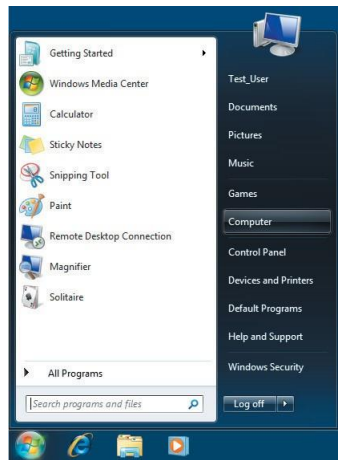 Getting Started
Windows Media Center
Calculator
Sticky Notes
Snipping Tool
Paint
Remote Desktop Connection
Magnifier
Solitaire
All Programs
Search programs and files
Test_User
Documents
Pictures
Music
Games
Computer
Control Panel
Devices and Printers
Default Programs
Help and Support
Windows Security
Log off